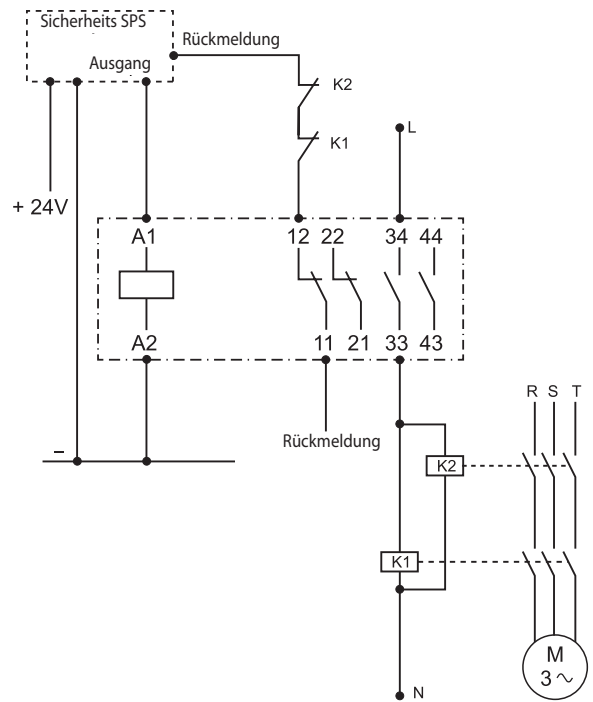 Sicherheits SPS
Rückmeldung
Ausgang
K2
K1
L
+ 24V
A1 12 22 34 44
A2 11 21 33 43
R S T
Rückmeldung
–
K2
K1
M
3 ~
N